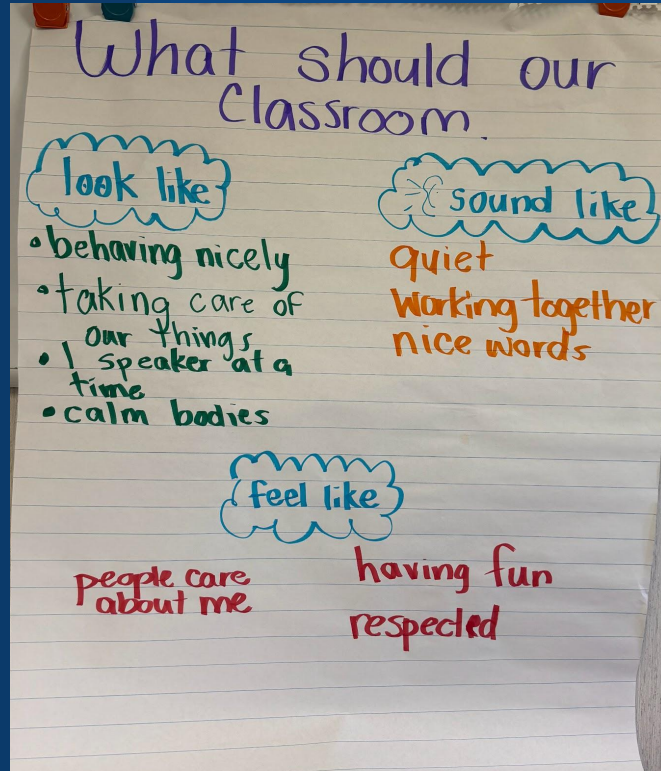 What should our
Classroom.
look like
• behaving nicely
• taking care of
our things
• 1 speaker at a
time
• calm bodies
sound like
quiet
Working together
nice words
feel like
people care
about me
having fun
respected